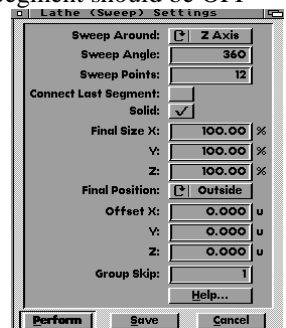 segment should be OFF
Lathe (Sweep) Settings
Sweep Around: Z Axis
Sweep Angle: 360
Sweep Points: 12
Connect Last Segment:
Solid: ✓
Final Size X: 100.00 %
Y: 100.00 %
Z: 100.00 %
Final Position: Outside
Offset X: 0.000 u
Y: 0.000 u
Z: 0.000 u
Group Skip: 1
Help...
Perform Save Cancel